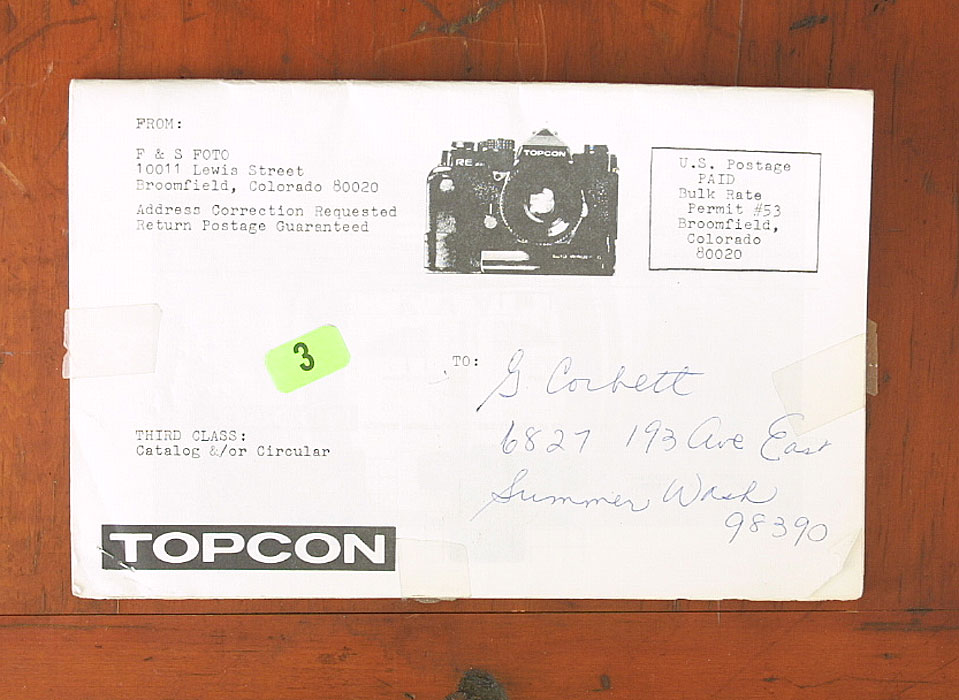 FROM:
F & S FOTO
10011 Lewis Street
Broomfield, Colorado 80020
Address Correction Requested
Return Postage Guaranteed
RE
TOPCON
U.S. Postage
PAID
Bulk Rate
Permit #53
Broomfield,
Colorado
80020
3
TO:
G. Corbett
6827 193 Ave East
Summer Wash
98390
THIRD CLASS:
Catalog &/or Circular
TOPCON